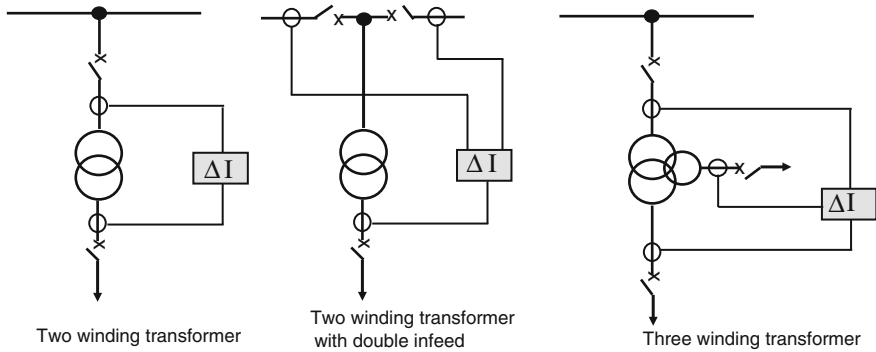 ΔI
ΔI
ΔI
Two winding transformer
Two winding transformer
with double infeed
Three winding transformer